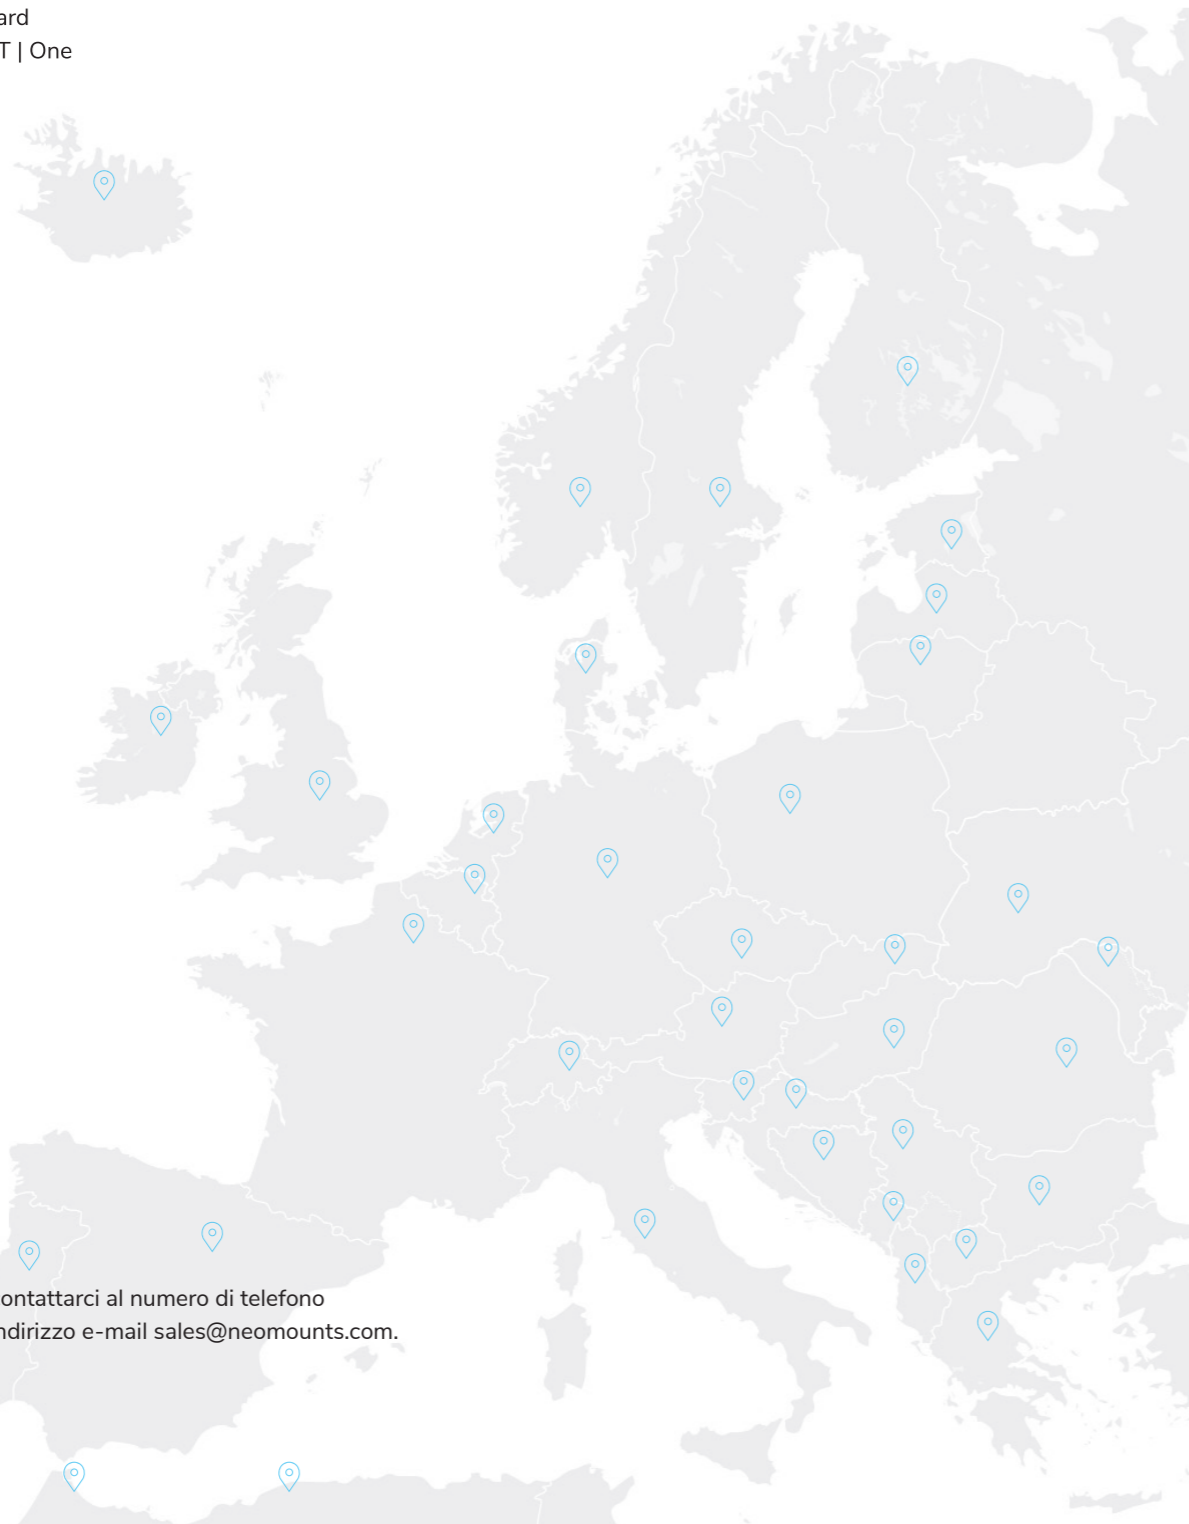 ard
T | One
ontattarci al numero di telefono
ndirizzo e-mail sales@neomounts.com.